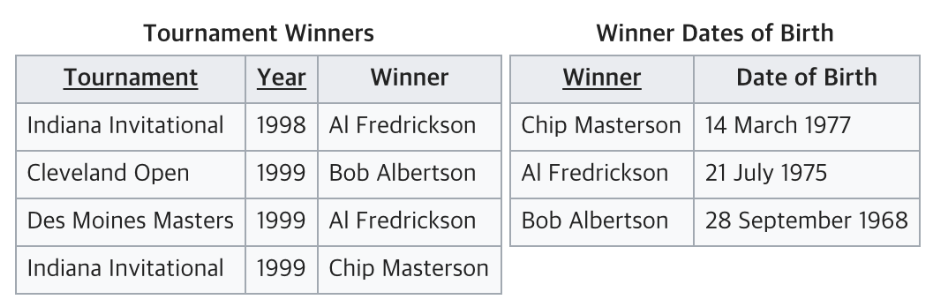 Tournament Winners
Tournament Year Winner
Indiana Invitational 1998 Al Fredrickson
Cleveland Open 1999 Bob Albertson
Des Moines Masters 1999 Al Fredrickson
Indiana Invitational 1999 Chip Masterson
Winner Dates of Birth
Winner Date of Birth
Chip Masterson 14 March 1977
Al Fredrickson 21 July 1975
Bob Albertson 28 September 1968